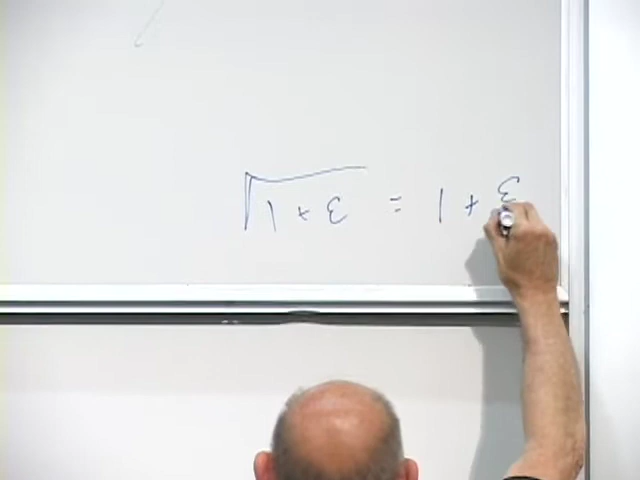 √(1 + ε) = 1 + ε